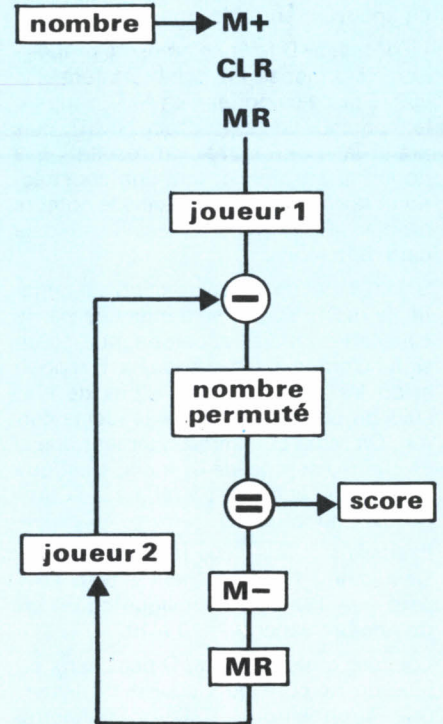 nombre M+
CLR
MR
joueur 1
−
nombre
permuté
= score
joueur 2
M−
MR